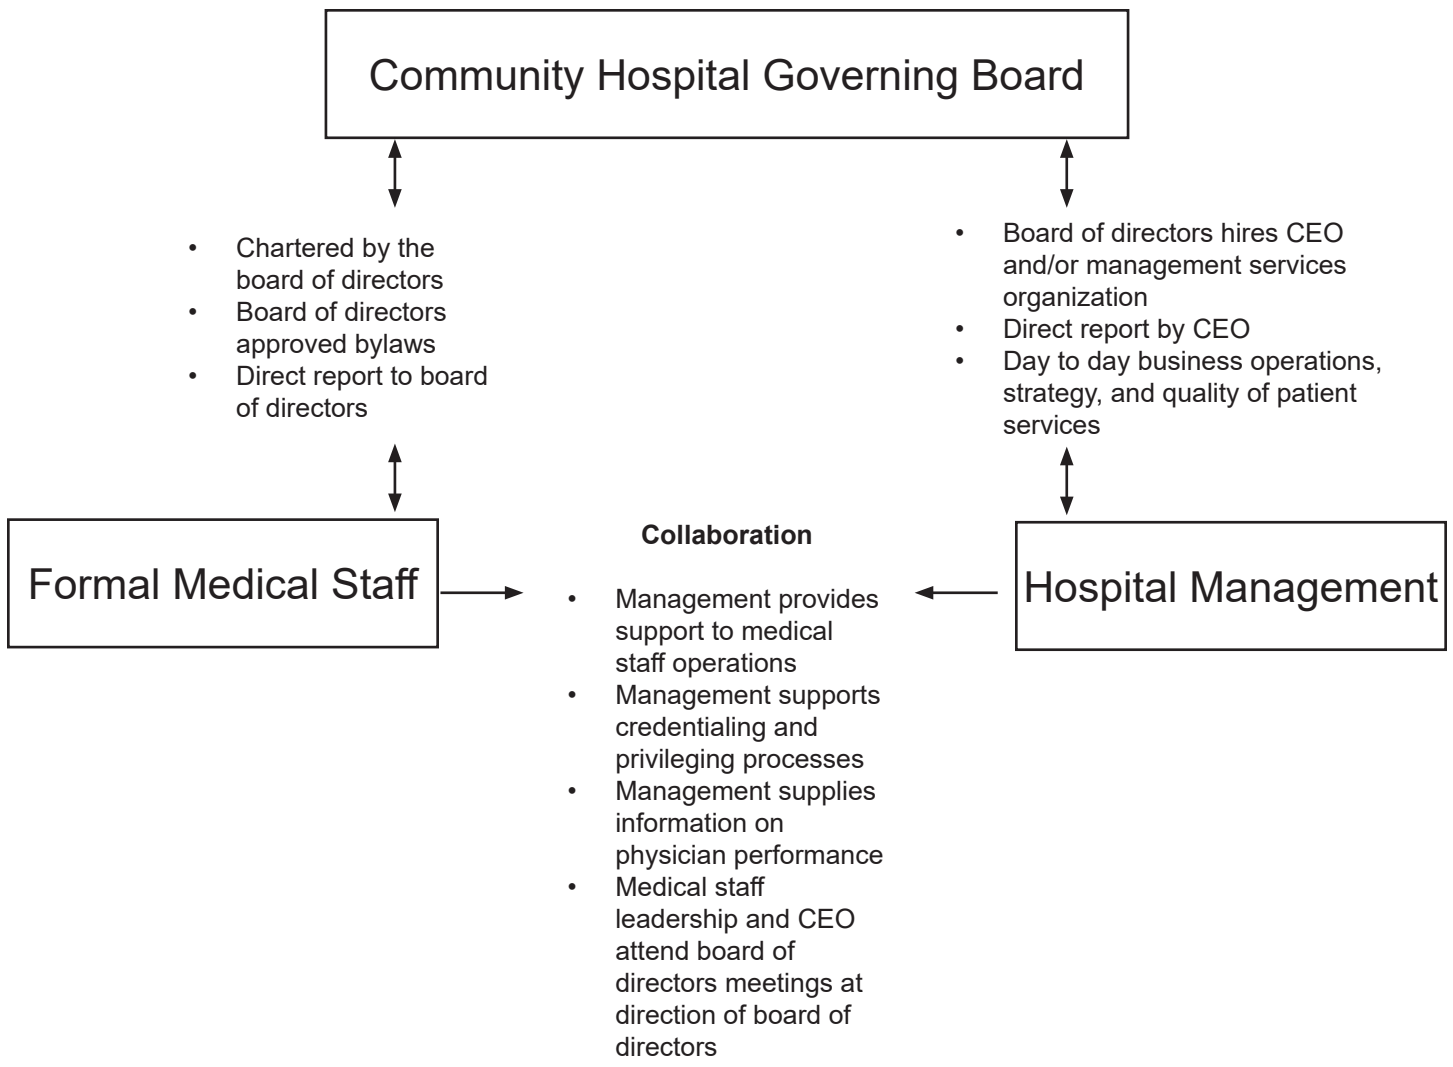 Community Hospital Governing Board
• Chartered by the
board of directors
• Board of directors
approved bylaws
• Direct report to board
of directors
• Board of directors hires CEO
and/or management services
organization
• Direct report by CEO
• Day to day business operations,
strategy, and quality of patient
services
Formal Medical Staff
Collaboration
• Management provides
support to medical
staff operations
• Management supports
credentialing and
privileging processes
• Management supplies
information on
physician performance
• Medical staff
leadership and CEO
attend board of
directors meetings at
direction of board of
directors
Hospital Management